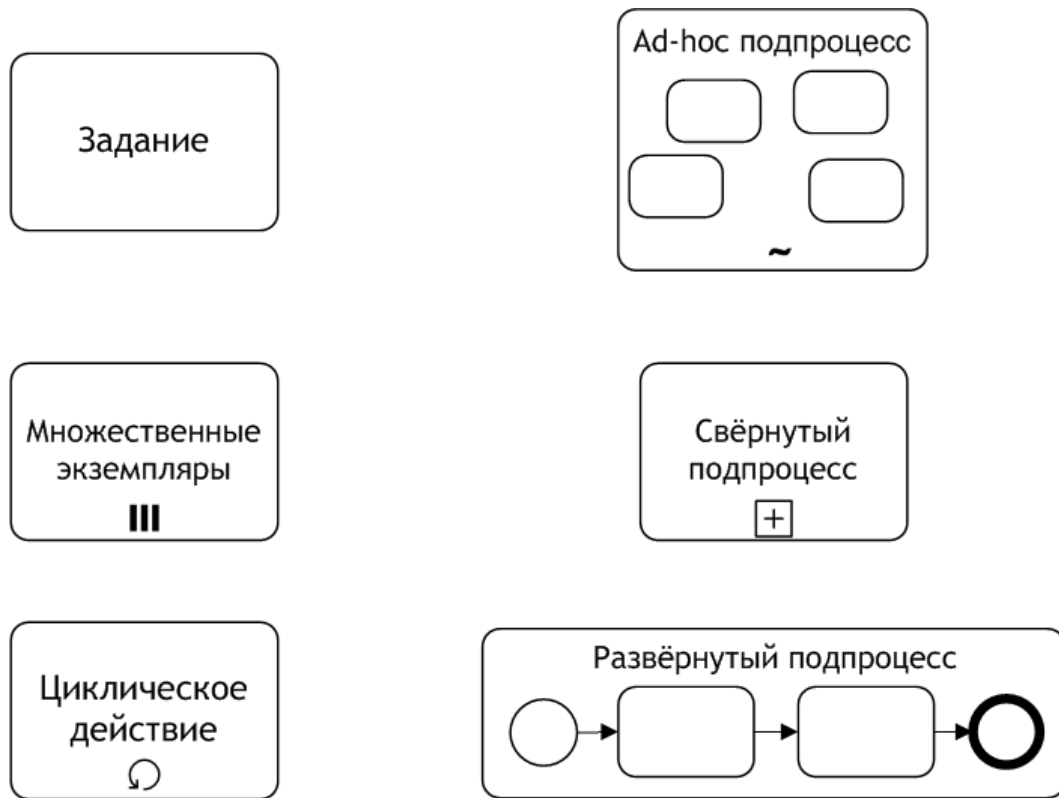 Задание
Ad-hoc подпроцесс
Множественные
экземпляры
Свёрнутый
подпроцесс
Циклическое
действие
Развёрнутый подпроцесс